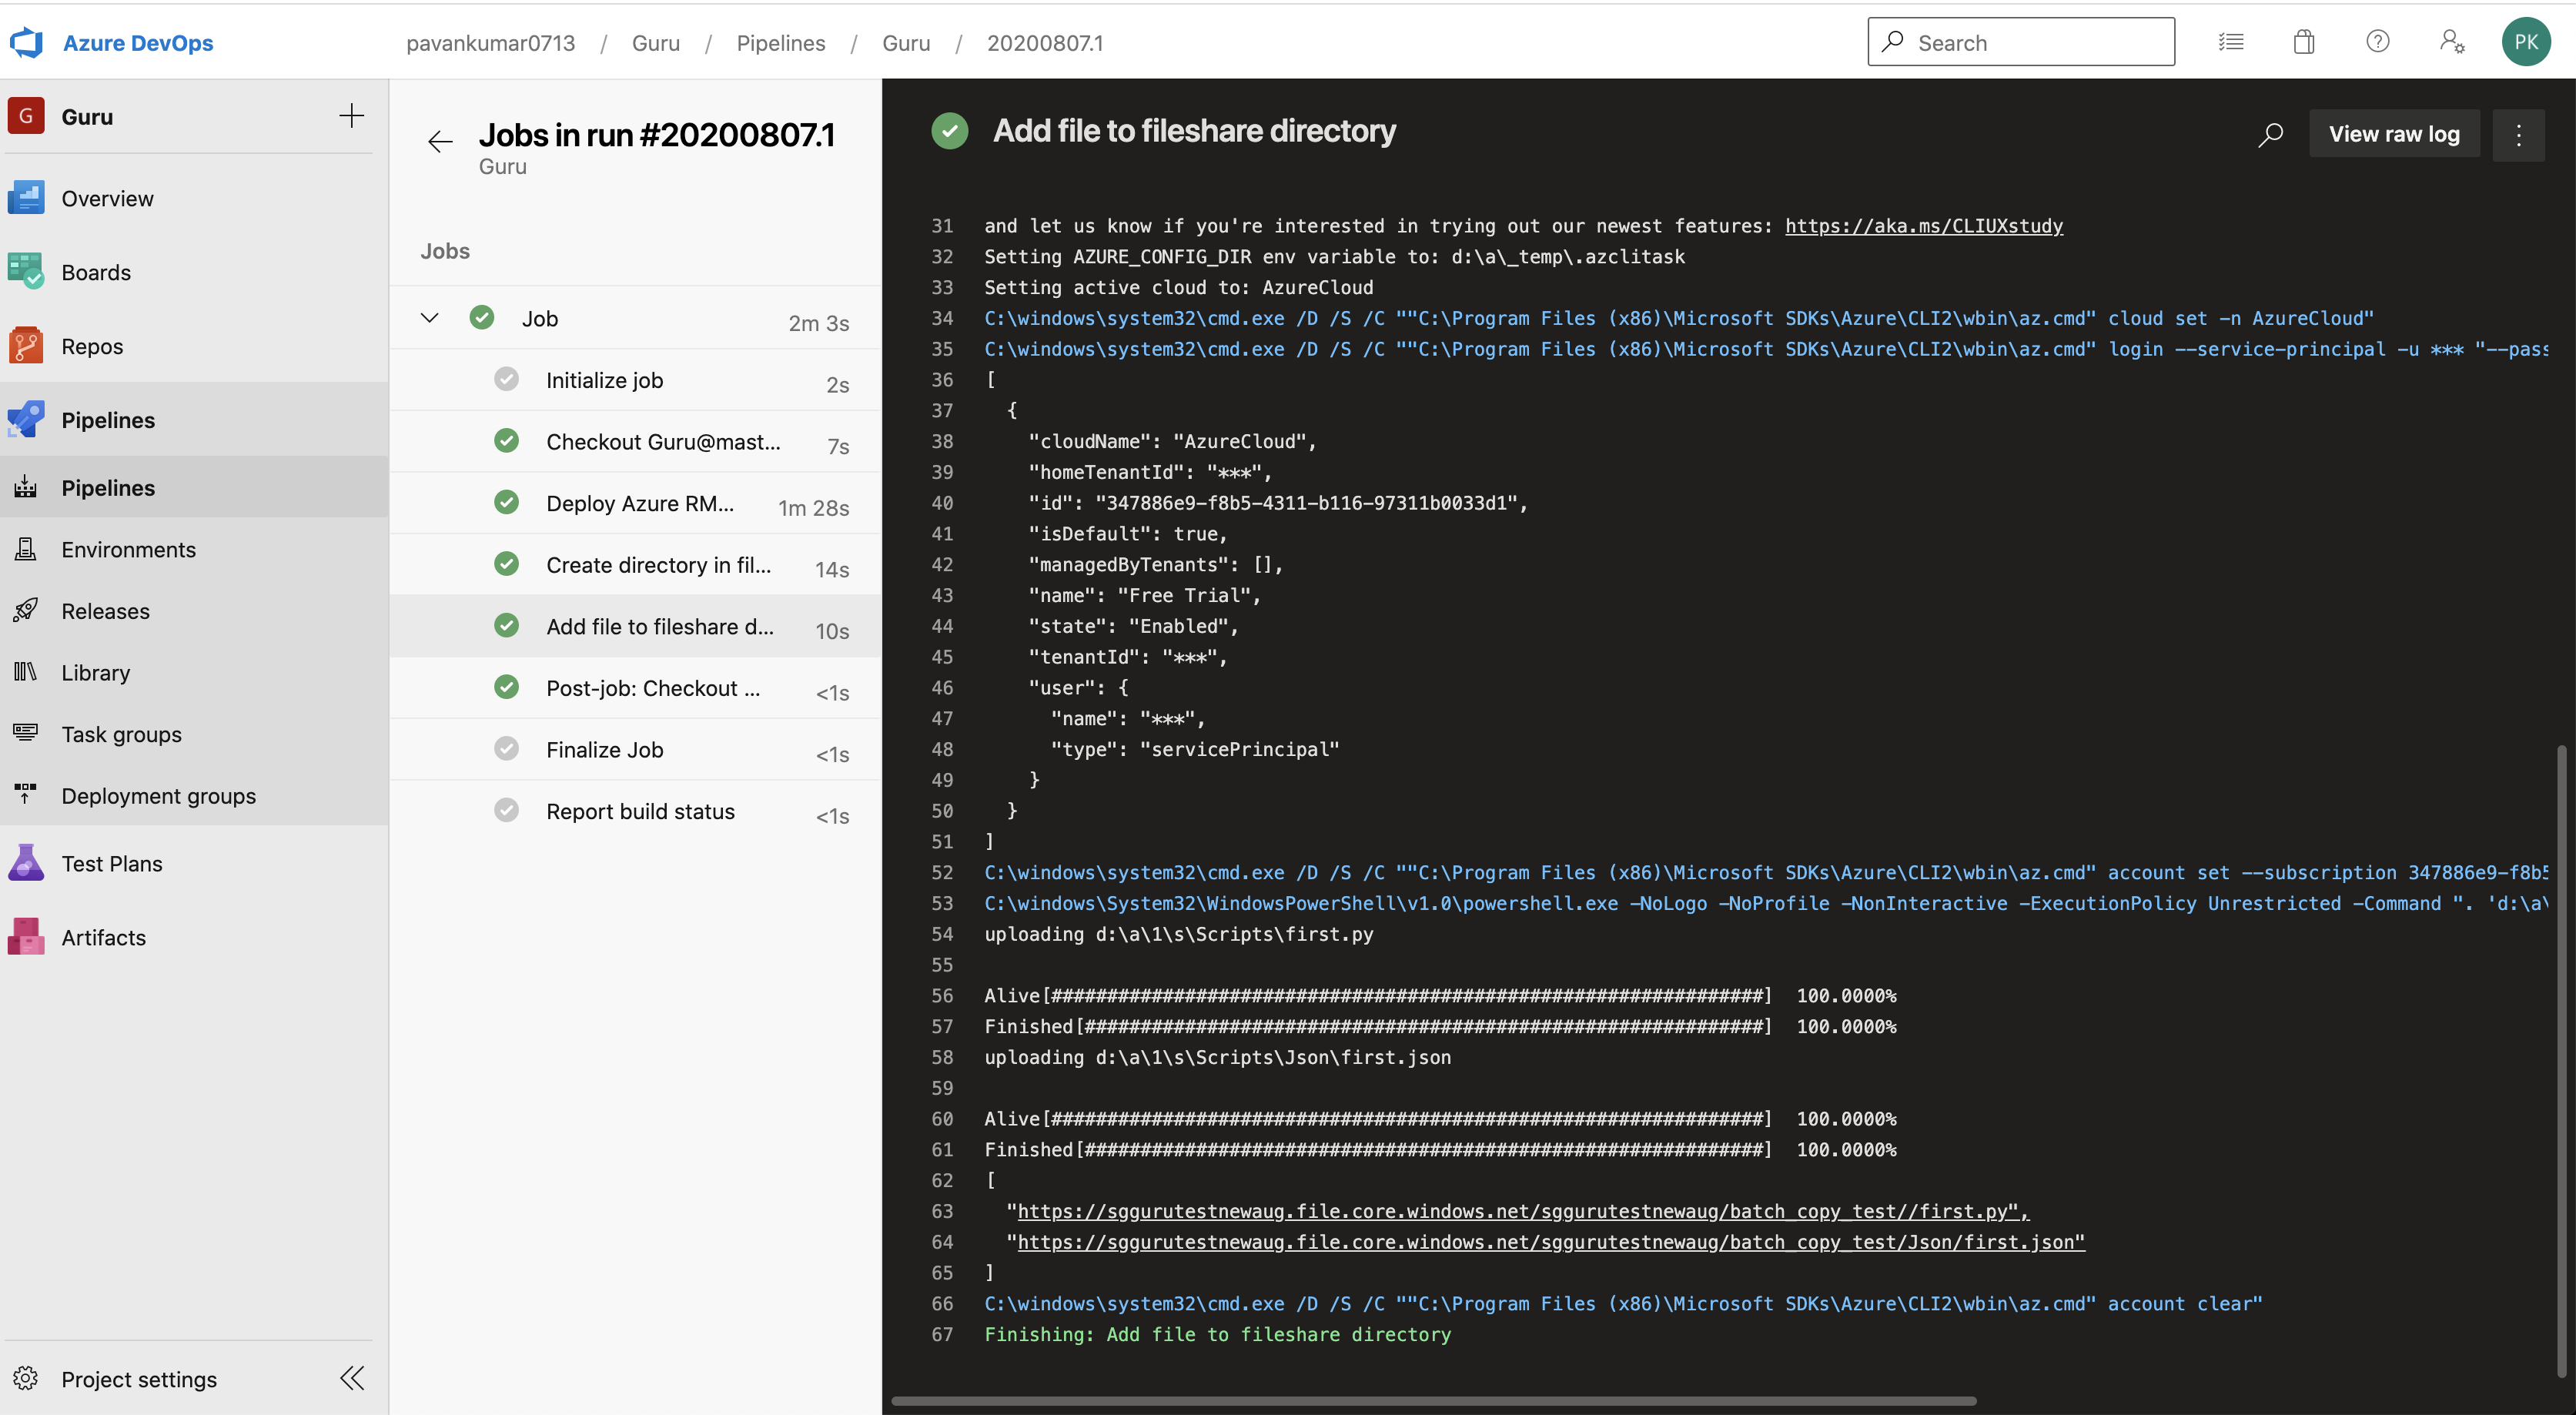 Azure DevOps
pavankumar0713 / Guru / Pipelines / Guru / 20200807.1
Search
PK
G
Guru
Overview
Boards
Repos
Pipelines
Pipelines
Environments
Releases
Library
Task groups
Deployment groups
Test Plans
Artifacts
Project settings
Jobs in run #20200807.1
Guru
Jobs
Job 2m 3s
Initialize job 2s
Checkout Guru@mast... 7s
Deploy Azure RM... 1m 28s
Create directory in fil... 14s
Add file to fileshare d... 10s
Post-job: Checkout ... <1s
Finalize Job <1s
Report build status <1s
Add file to fileshare directory
View raw log
31 and let us know if you're interested in trying out our newest features: https://aka.ms/CLIUXstudy
32 Setting AZURE_CONFIG_DIR env variable to: d:\a\_temp\.azclitask
33 Setting active cloud to: AzureCloud
34 C:\windows\system32\cmd.exe /D /S /C ""C:\Program Files (x86)\Microsoft SDKs\Azure\CLI2\wbin\az.cmd" cloud set -n AzureCloud"
35 C:\windows\system32\cmd.exe /D /S /C ""C:\Program Files (x86)\Microsoft SDKs\Azure\CLI2\wbin\az.cmd" login --service-principal -u *** "--pass
36 [
37 {
38 "cloudName": "AzureCloud",
39 "homeTenantId": "***",
40 "id": "347886e9-f8b5-4311-b116-97311b0033d1",
41 "isDefault": true,
42 "managedByTenants": [],
43 "name": "Free Trial",
44 "state": "Enabled",
45 "tenantId": "***",
46 "user": {
47 "name": "***",
48 "type": "servicePrincipal"
49 }
50 }
51 ]
52 C:\windows\system32\cmd.exe /D /S /C ""C:\Program Files (x86)\Microsoft SDKs\Azure\CLI2\wbin\az.cmd" account set --subscription 347886e9-f8b5
53 C:\windows\System32\WindowsPowerShell\v1.0\powershell.exe -NoLogo -NoProfile -NonInteractive -ExecutionPolicy Unrestricted -Command ". 'd:\a\
54 uploading d:\a\1\s\Scripts\first.py
55
56 Alive[################################################################] 100.0000%
57 Finished[#############################################################] 100.0000%
58 uploading d:\a\1\s\Scripts\Json\first.json
59
60 Alive[################################################################] 100.0000%
61 Finished[#############################################################] 100.0000%
62 [
63 "https://sggurutestnewaug.file.core.windows.net/sggurutestnewaug/batch_copy_test//first.py",
64 "https://sggurutestnewaug.file.core.windows.net/sggurutestnewaug/batch_copy_test/Json/first.json"
65 ]
66 C:\windows\system32\cmd.exe /D /S /C ""C:\Program Files (x86)\Microsoft SDKs\Azure\CLI2\wbin\az.cmd" account clear"
67 Finishing: Add file to fileshare directory